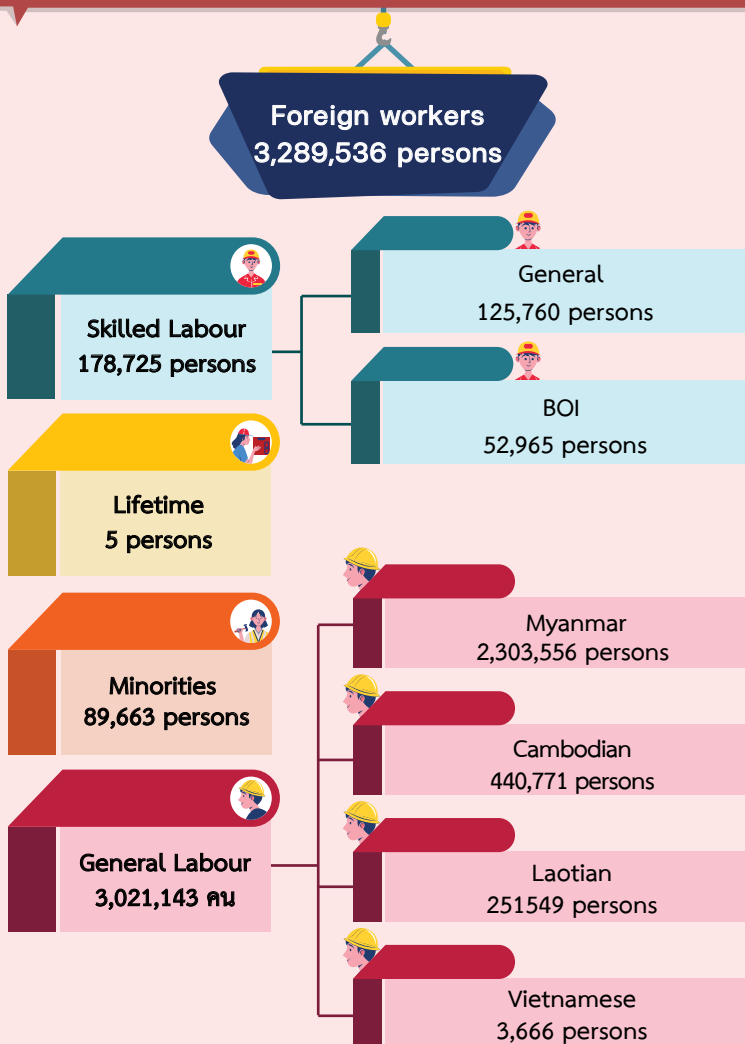 Foreign workers
3,289,536 persons
Skilled Labour
178,725 persons
General
125,760 persons
BOI
52,965 persons
Lifetime
5 persons
Minorities
89,663 persons
General Labour
3,021,143 คน
Myanmar
2,303,556 persons
Cambodian
440,771 persons
Laotian
251549 persons
Vietnamese
3,666 persons